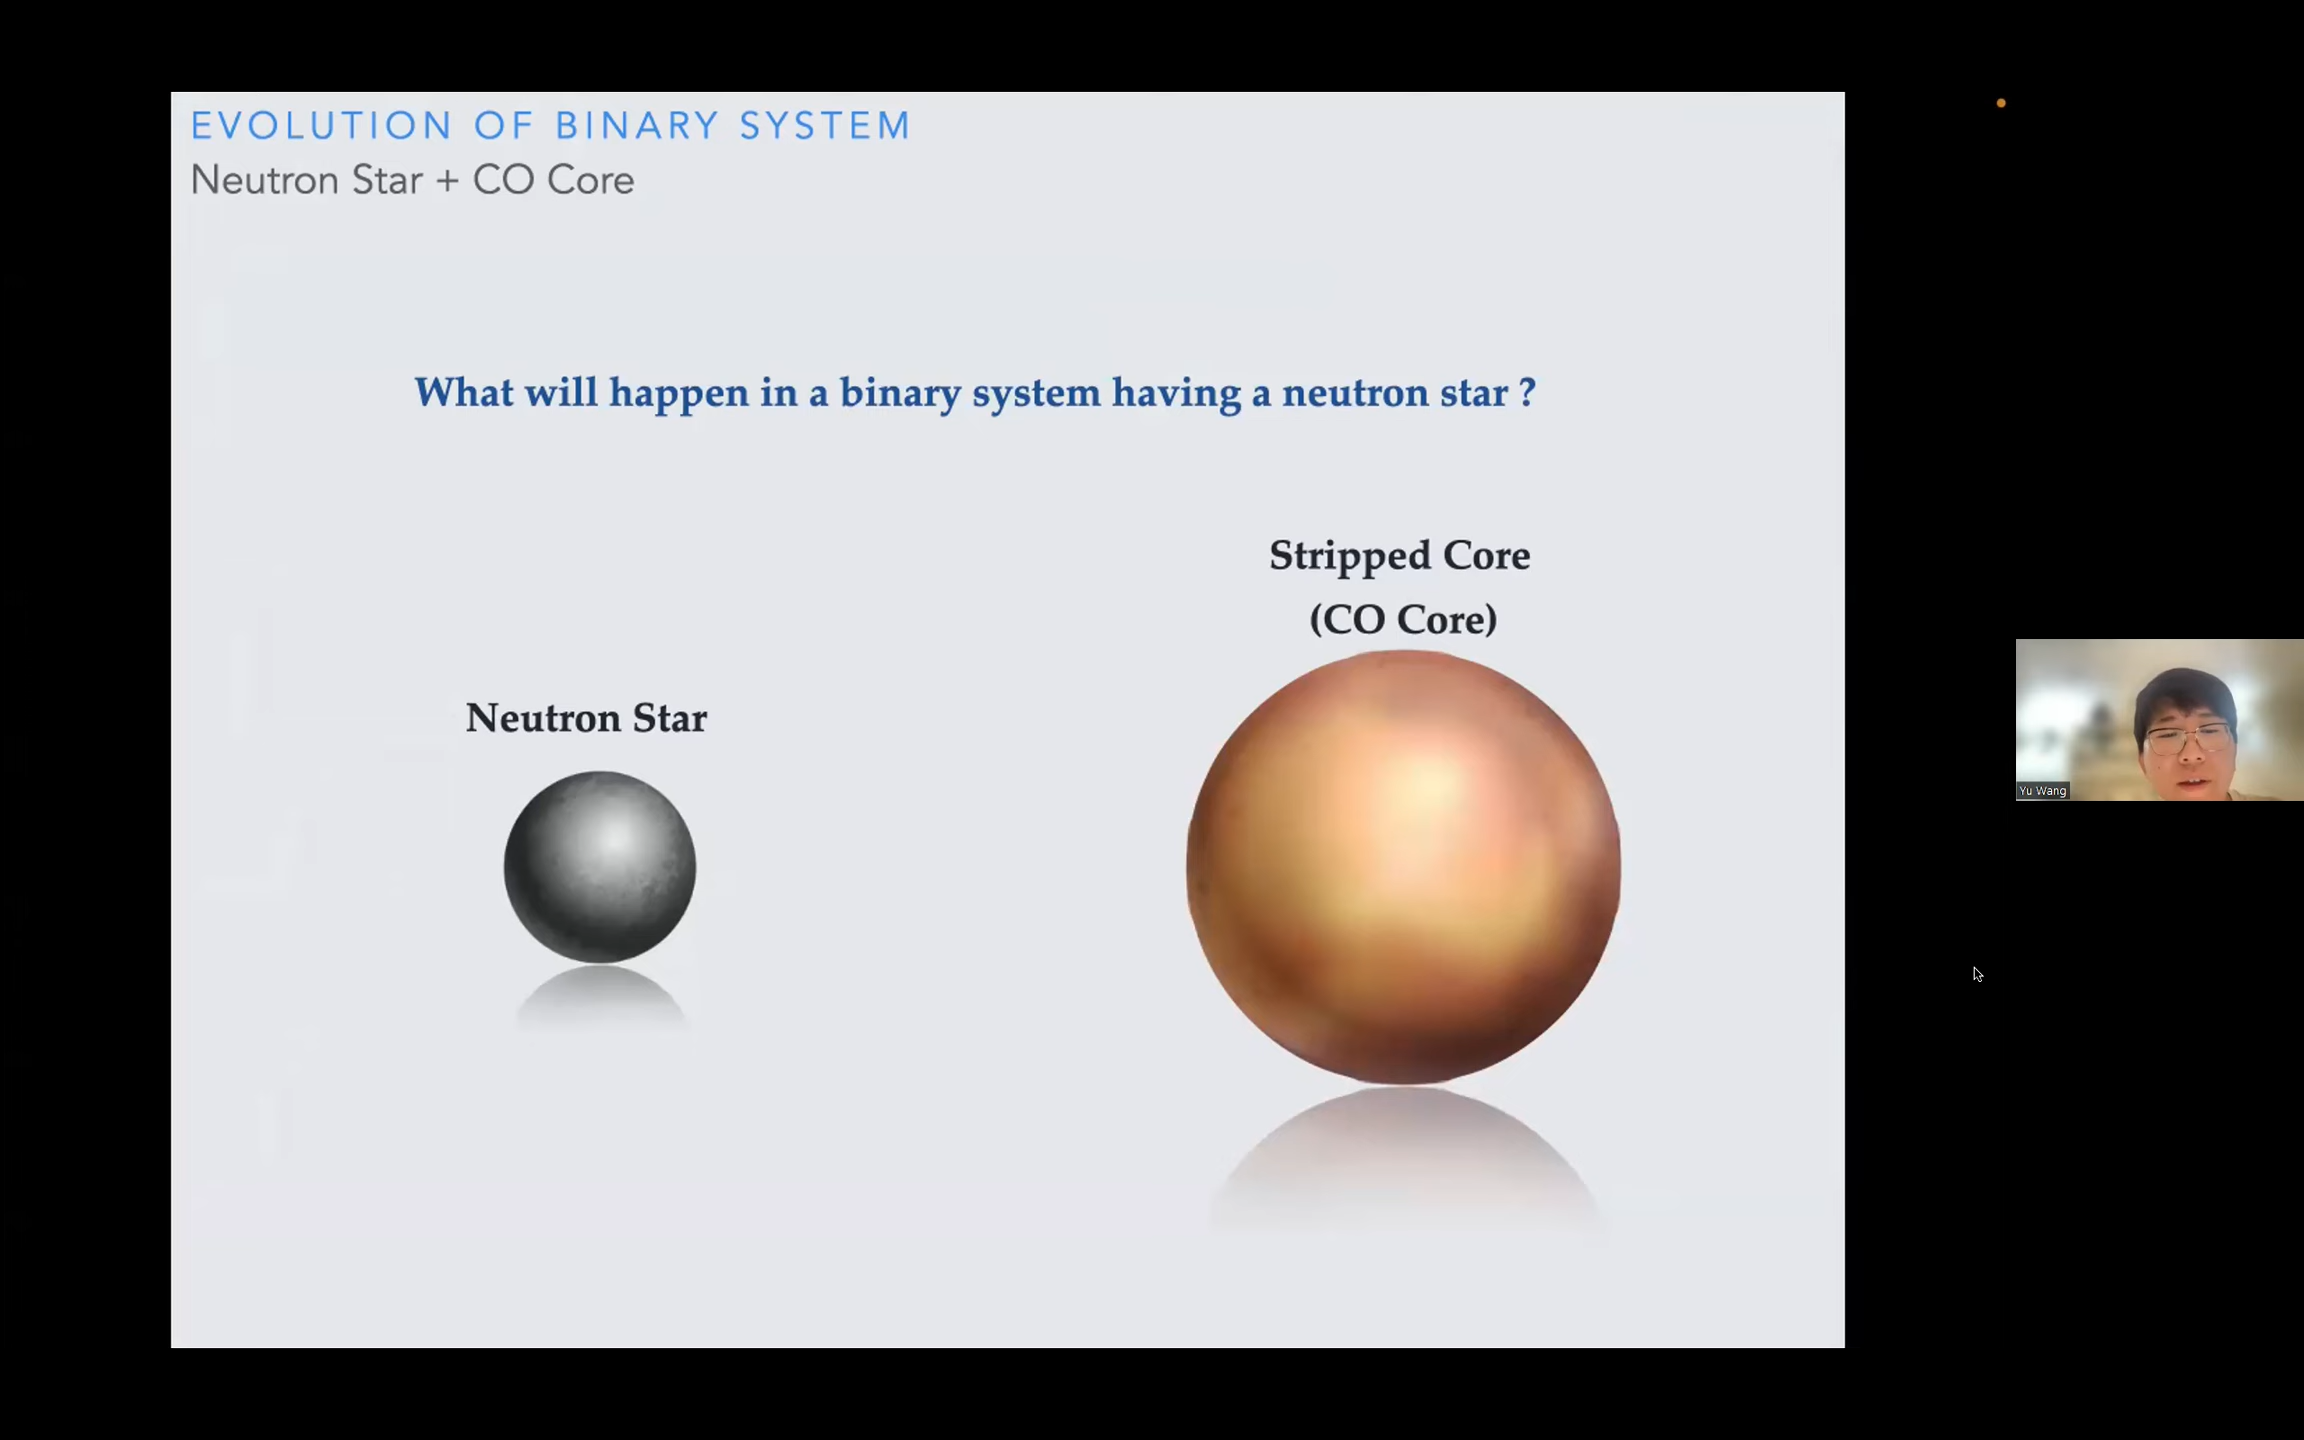 EVOLUTION OF BINARY SYSTEM
Neutron Star + CO Core
What will happen in a binary system having a neutron star ?
Stripped Core
(CO Core)
Neutron Star
Yu Wang